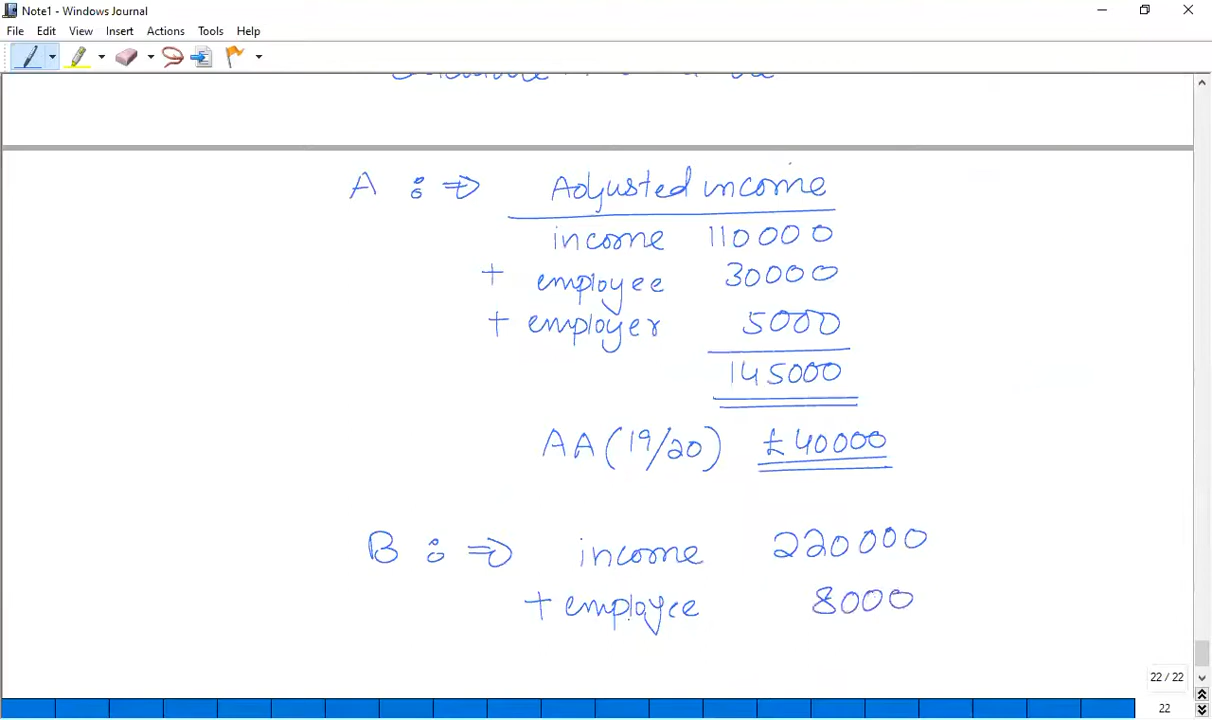 Note1 - Windows Journal
File Edit View Insert Actions Tools Help
A : ⇒ Adjusted income
income 110000
+ employee 30000
+ employer 5000
145000
AA (19/20) £40000
B : ⇒ income 220000
+ employee 8000
22 / 22
22